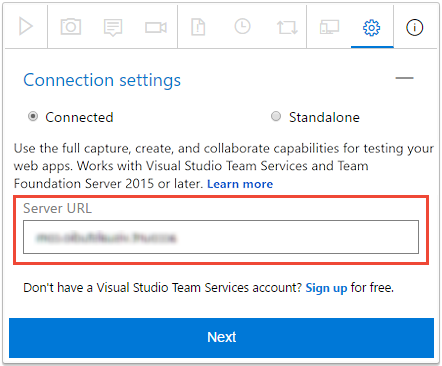 Connection settings
Connected
Standalone
Use the full capture, create, and collaborate capabilities for testing your
web apps. Works with Visual Studio Team Services and Team
Foundation Server 2015 or later. Learn more
Server URL
Don't have a Visual Studio Team Services account? Sign up for free.
Next